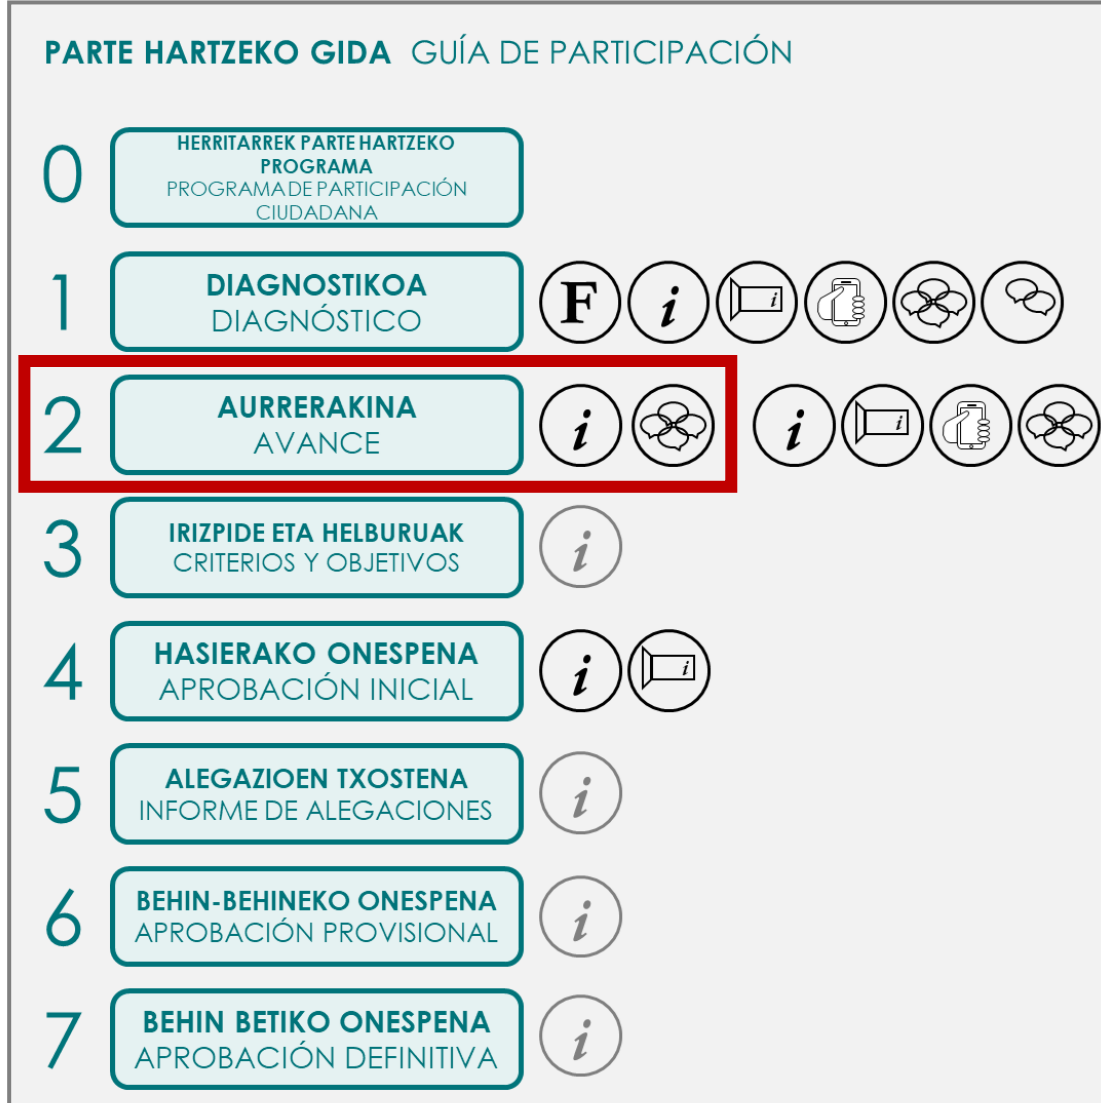 PARTE HARTZEKO GIDA GUÍA DE PARTICIPACIÓN
0
HERRITARREK PARTE HARTZEKO
PROGRAMA
PROGRAMA DE PARTICIPACIÓN
CIUDADANA
1
DIAGNOSTIKOA
DIAGNÓSTICO
F i i
2
AURRERAKINA
AVANCE
i i i
3
IRIZPIDE ETA HELBURUAK
CRITERIOS Y OBJETIVOS
i
4
HASIERAKO ONESPENA
APROBACIÓN INICIAL
i i
5
ALEGAZIOEN TXOSTENA
INFORME DE ALEGACIONES
i
6
BEHIN-BEHINEKO ONESPENA
APROBACIÓN PROVISIONAL
i
7
BEHIN BETIKO ONESPENA
APROBACIÓN DEFINITIVA
i